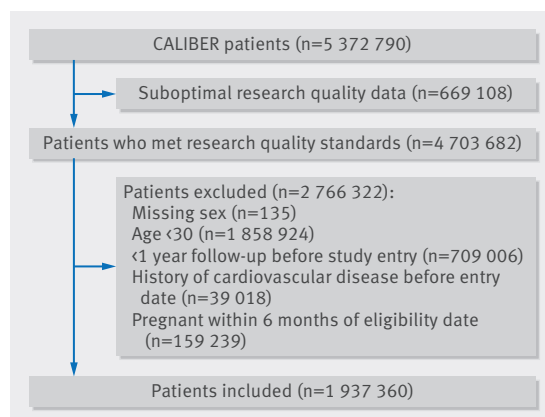 CALIBER patients (n=5 372 790)
Suboptimal research quality data (n=669 108)
Patients who met research quality standards (n=4 703 682)
Patients excluded (n=2 766 322):
Missing sex (n=135)
Age <30 (n=1 858 924)
<1 year follow-up before study entry (n=709 006)
History of cardiovascular disease before entry
date (n=39 018)
Pregnant within 6 months of eligibility date
(n=159 239)
Patients included (n=1 937 360)